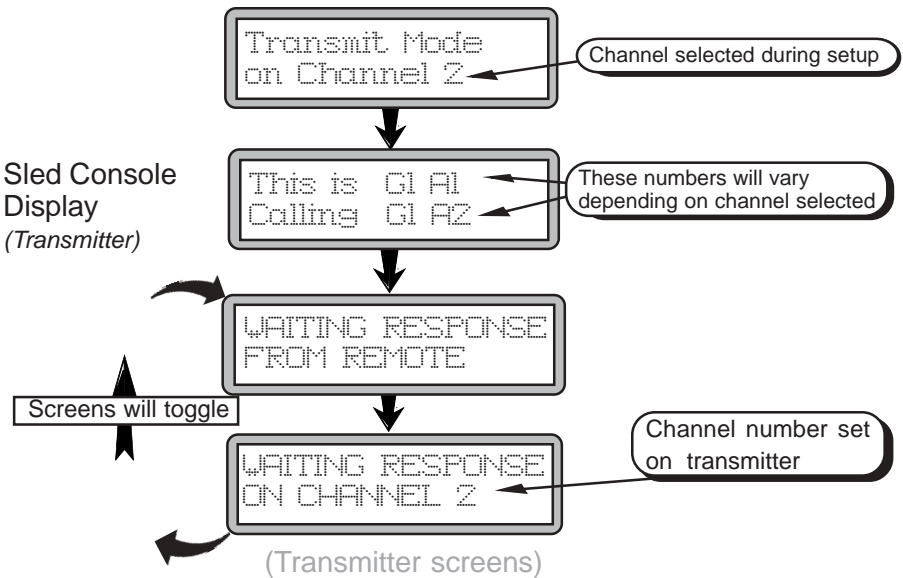 Transmit Mode
on Channel 2
Channel selected during setup
Sled Console
Display
(Transmitter)
This is G1 A1
Calling G1 A2
These numbers will vary
depending on channel selected
WAITING RESPONSE
FROM REMOTE
Screens will toggle
WAITING RESPONSE
ON CHANNEL 2
Channel number set
on transmitter
(Transmitter screens)